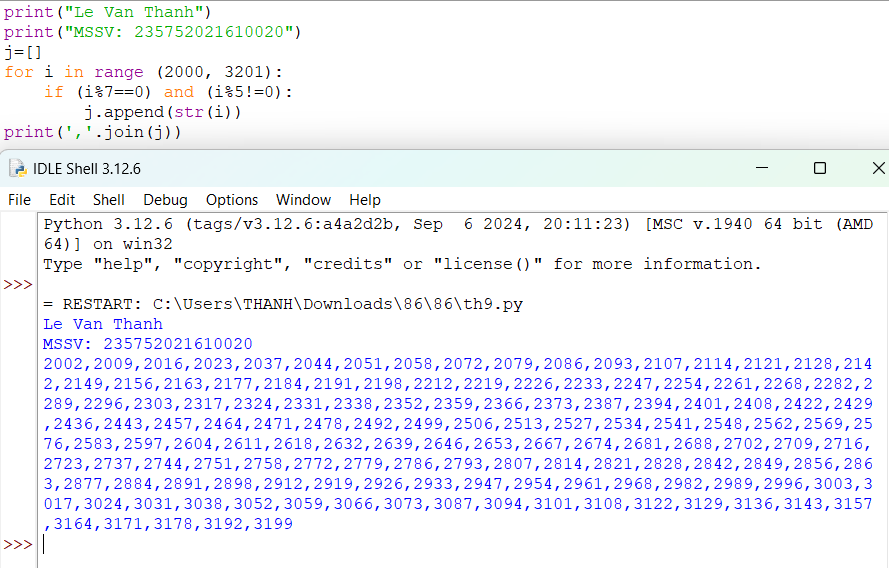 print("Le Van Thanh")
print("MSSV: 235752021610020")
j=[]
for i in range (2000, 3201):
    if (i%7==0) and (i%5!=0):
        j.append(str(i))
print(','.join(j))
IDLE Shell 3.12.6
File Edit Shell Debug Options Window Help
Python 3.12.6 (tags/v3.12.6:a4a2d2b, Sep  6 2024, 20:11:23) [MSC v.1940 64 bit (AMD
64)] on win32
Type "help", "copyright", "credits" or "license()" for more information.
>>>
= RESTART: C:\Users\THANH\Downloads\86\86\th9.py
Le Van Thanh
MSSV: 235752021610020
2002,2009,2016,2023,2037,2044,2051,2058,2072,2079,2086,2093,2107,2114,2121,2128,214
2,2149,2156,2163,2177,2184,2191,2198,2212,2219,2226,2233,2247,2254,2261,2268,2282,2
289,2296,2303,2317,2324,2331,2338,2352,2359,2366,2373,2387,2394,2401,2408,2422,2429
,2436,2443,2457,2464,2471,2478,2492,2499,2506,2513,2527,2534,2541,2548,2562,2569,25
76,2583,2597,2604,2611,2618,2632,2639,2646,2653,2667,2674,2681,2688,2702,2709,2716,
2723,2737,2744,2751,2758,2772,2779,2786,2793,2807,2814,2821,2828,2842,2849,2856,286
3,2877,2884,2891,2898,2912,2919,2926,2933,2947,2954,2961,2968,2982,2989,2996,3003,3
017,3024,3031,3038,3052,3059,3066,3073,3087,3094,3101,3108,3122,3129,3136,3143,3157
,3164,3171,3178,3192,3199
>>>